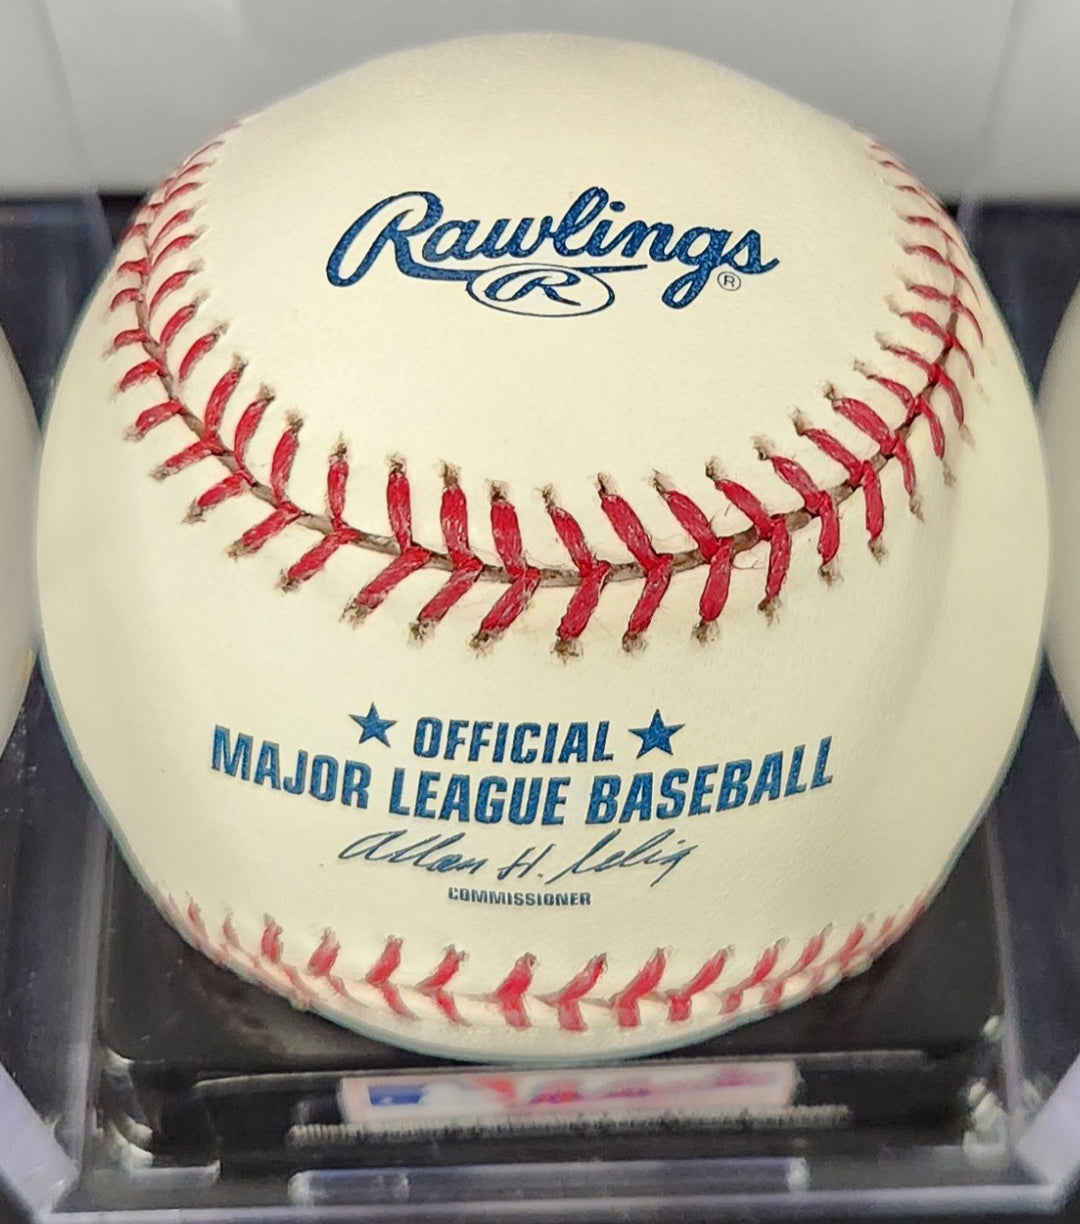 Rawlings ®
R
★ OFFICIAL ★
MAJOR LEAGUE BASEBALL
Allan H. Selig
COMMISSIONER